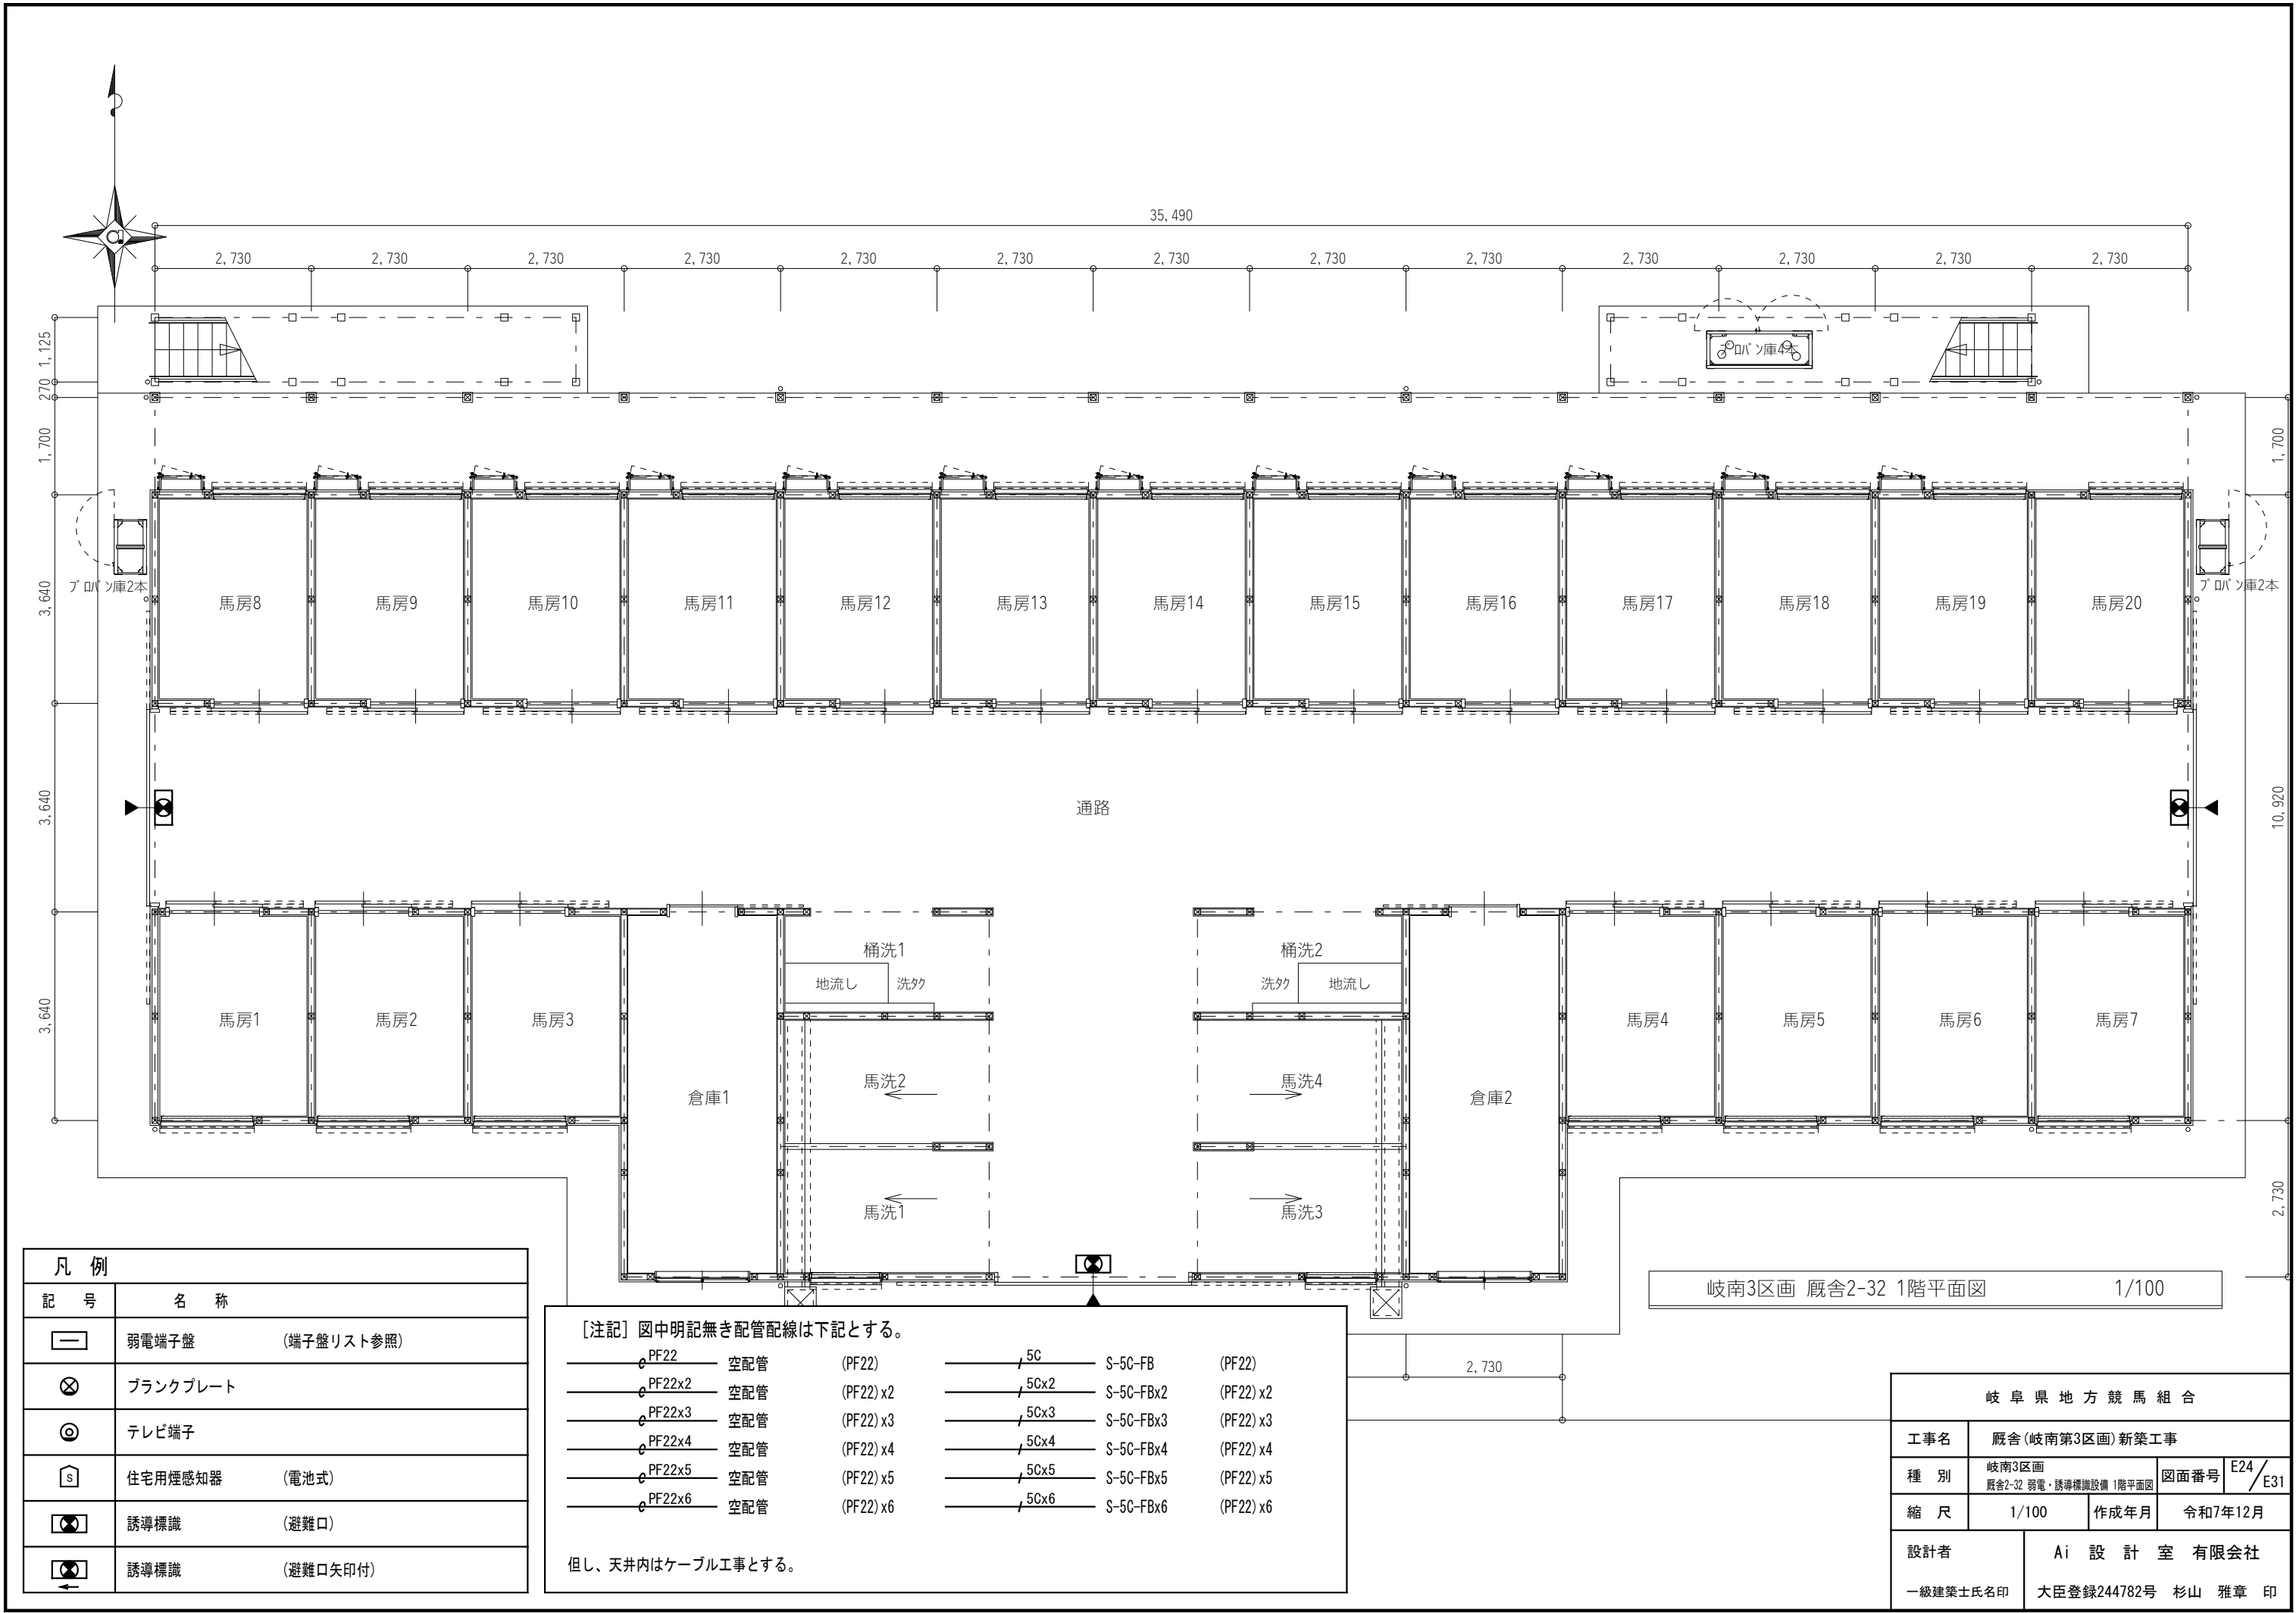 35,490
2,730 2,730 2,730 2,730 2,730 2,730 2,730 2,730 2,730 2,730 2,730 2,730 2,730
1,125
270
1,700
3,640
3,640
3,640
1,700
10,920
2,730
プロパン庫4本
プロパン庫2本
プロパン庫2本
馬房8 馬房9 馬房10 馬房11 馬房12 馬房13 馬房14 馬房15 馬房16 馬房17 馬房18 馬房19 馬房20
通路
桶洗1 桶洗2
地流し 洗タク 洗タク 地流し
馬房1 馬房2 馬房3 馬房4 馬房5 馬房6 馬房7
馬洗2 馬洗4
倉庫1 倉庫2
馬洗1 馬洗3
岐南3区画 厩舎2-32 1階平面図 1/100
2,730
凡 例
記 号 名 称
弱電端子盤 (端子盤リスト参照)
ブランクプレート
テレビ端子
S 住宅用煙感知器 (電池式)
誘導標識 (避難口)
誘導標識 (避難口矢印付)
[注記] 図中明記無き配管配線は下記とする。
PF22 空配管 (PF22) 5C S-5C-FB (PF22)
PF22x2 空配管 (PF22)x2 5Cx2 S-5C-FBx2 (PF22)x2
PF22x3 空配管 (PF22)x3 5Cx3 S-5C-FBx3 (PF22)x3
PF22x4 空配管 (PF22)x4 5Cx4 S-5C-FBx4 (PF22)x4
PF22x5 空配管 (PF22)x5 5Cx5 S-5C-FBx5 (PF22)x5
PF22x6 空配管 (PF22)x6 5Cx6 S-5C-FBx6 (PF22)x6
但し、天井内はケーブル工事とする。
岐阜県地方競馬組合
工事名 厩舎(岐南第3区画)新築工事
種 別 岐南3区画
厩舎2-32 弱電・誘導標識設備 1階平面図 図面番号 E24/E31
縮 尺 1/100 作成年月 令和7年12月
設計者 Ai 設 計 室 有限会社
一級建築士氏名印 大臣登録244782号 杉山 雅章 印